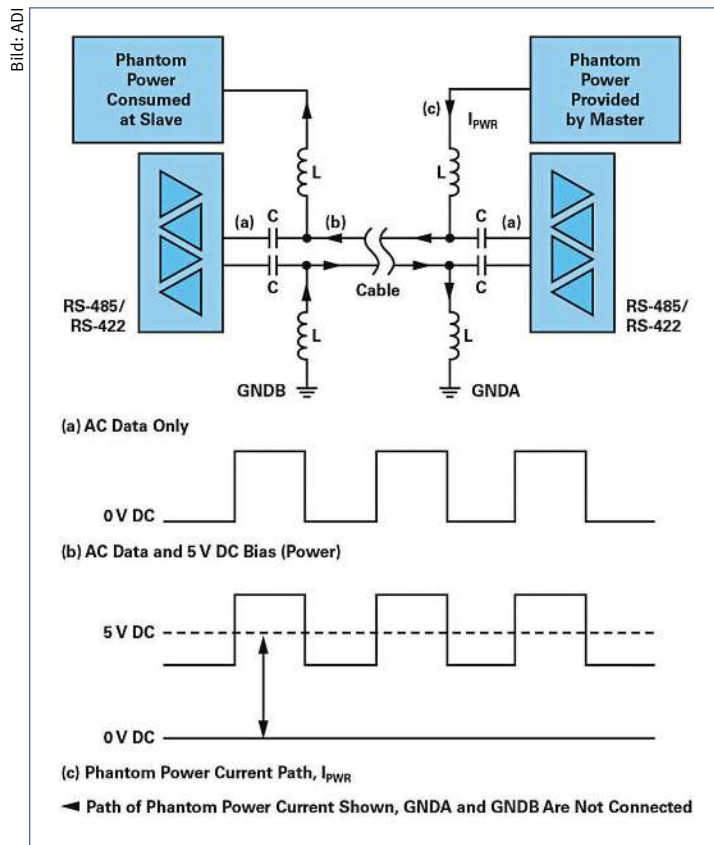 Bild: ADI
Phantom
Power
Consumed
at Slave
Phantom
Power
Provided
by Master
(c)
I_PWR
L
L
(a)
C
(b)
C
(a)
C
Cable
C
RS-485/
RS-422
RS-485/
RS-422
L
L
GNDB
GNDA
(a) AC Data Only
0 V DC
(b) AC Data and 5 V DC Bias (Power)
5 V DC
0 V DC
(c) Phantom Power Current Path, I_PWR
Path of Phantom Power Current Shown, GNDA and GNDB Are Not Connected